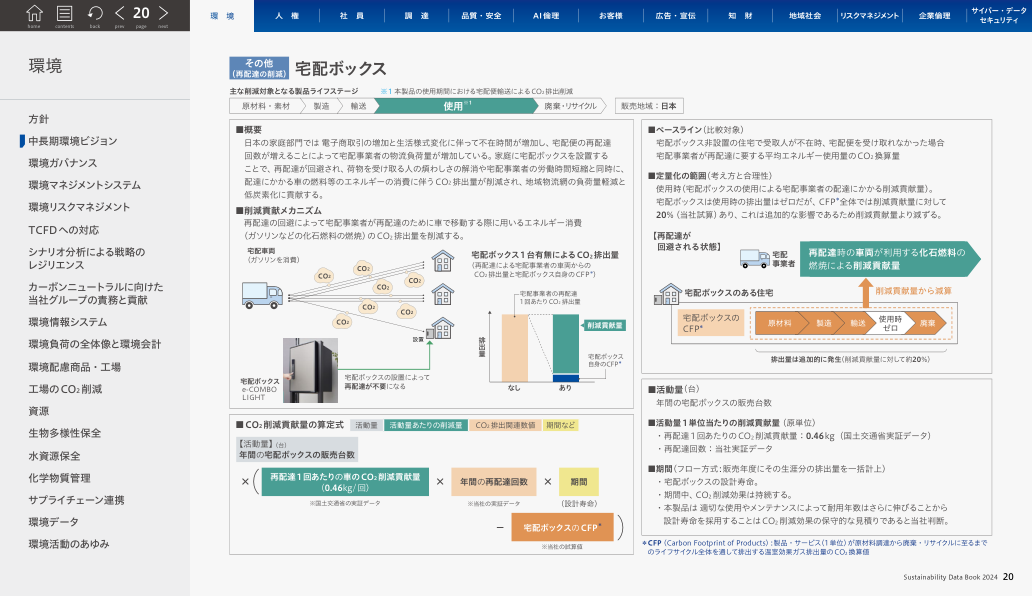 home contents back prev 20 page next
環 境 人 権 社 員 調 達 品質・安全 AI倫理 お客様 広告・宣伝 知 財 地域社会 リスクマネジメント 企業倫理 サイバー・データ
セキュリティ
環境
方針
中長期環境ビジョン
環境ガバナンス
環境マネジメントシステム
環境リスクマネジメント
TCFDへの対応
シナリオ分析による戦略の
レジリエンス
カーボンニュートラルに向けた
当社グループの責務と貢献
環境情報システム
環境負荷の全体像と環境会計
環境配慮商品・工場
工場のCO₂削減
資源
生物多様性保全
水資源保全
化学物質管理
サプライチェーン連携
環境データ
環境活動のあゆみ
その他
(再配達の削減)
宅配ボックス
主な削減対象となる製品ライフステージ ※1 本製品の使用期間における宅配便輸送によるCO₂排出削減
原材料・素材 製造 輸送 使用※1 廃棄・リサイクル 販売地域：日本
■概要
日本の家庭部門では 電子商取引の増加と生活様式変化に伴って不在時間が増加し、宅配便の再配達
回数が増えることによって宅配事業者の物流負荷量が増加している。家庭に宅配ボックスを設置する
ことで、再配達が回避され、荷物を受け取る人の煩わしさの解消や宅配事業者の労働時間短縮と同時に、
配達にかかる車の燃料等のエネルギーの消費に伴うCO₂排出量が削減され、地域物流網の負荷量軽減と
低炭素化に貢献する。
■削減貢献メカニズム
再配達の回避によって宅配事業者が再配達のために車で移動する際に用いるエネルギー消費
（ガソリンなどの化石燃料の燃焼）のCO₂排出量を削減する。
宅配車両
（ガソリンを消費）
CO₂
CO₂
CO₂
CO₂
CO₂
CO₂
CO₂
設置
宅配ボックス
e-COMBO
LIGHT
宅配ボックスの設置によって
再配達が不要になる
宅配ボックス1台有無によるCO₂排出量
（再配達による宅配事業者の車両からの
CO₂排出量と宅配ボックス自身のCFP*）
宅配事業者の再配達
1回あたりCO₂排出量
排出量
削減貢献量
宅配ボックス
自身のCFP*
なし あり
■CO₂削減貢献量の算定式 活動量 活動量あたりの削減量 CO₂排出関連数値 期間など
【活動量】（台）
年間の宅配ボックスの販売台数
×（ 再配達1回あたりの車のCO₂削減貢献量
（0.46kg/回） × 年間の再配達回数 × 期間
※国土交通省の実証データ ※当社の実証データ （設計寿命）
− 宅配ボックスのCFP* ）
※当社の試算値
■ベースライン（比較対象）
宅配ボックス非設置の住宅で受取人が不在時、宅配便を受け取れなかった場合
宅配事業者が再配達に要する平均エネルギー使用量のCO₂換算量
■定量化の範囲（考え方と合理性）
使用時（宅配ボックスの使用による宅配事業者の配達にかかる削減貢献量）。
宅配ボックスは使用時の排出量はゼロだが、CFP*全体では削減貢献量に対して
20%（当社試算）あり、これは追加的な影響であるため削減貢献量より減ずる。
【再配達が
回避される状態】
宅配
事業者
再配達時の車両が利用する化石燃料の
燃焼による削減貢献量
宅配ボックスのある住宅
削減貢献量から減算
宅配ボックスの
CFP*
原材料 製造 輸送 使用時
ゼロ 廃棄
排出量は追加的に発生（削減貢献量に対して約20%）
■活動量（台）
年間の宅配ボックスの販売台数
■活動量1単位当たりの削減貢献量（原単位）
・再配達1回あたりのCO₂削減貢献量：0.46kg（国土交通省実証データ）
・再配達回数：当社実証データ
■期間（フロー方式：販売年度にその生涯分の排出量を一括計上）
・宅配ボックスの設計寿命。
・期間中、CO₂削減効果は持続する。
・本製品は 適切な使用やメンテナンスによって耐用年数はさらに伸びることから
設計寿命を採用することはCO₂削減効果の保守的な見積りであると当社判断。
＊CFP（Carbon Footprint of Products）：製品・サービス（1単位）が原材料調達から廃棄・リサイクルに至るまで
のライフサイクル全体を通して排出する温室効果ガス排出量のCO₂換算値
Sustainability Data Book 2024 20